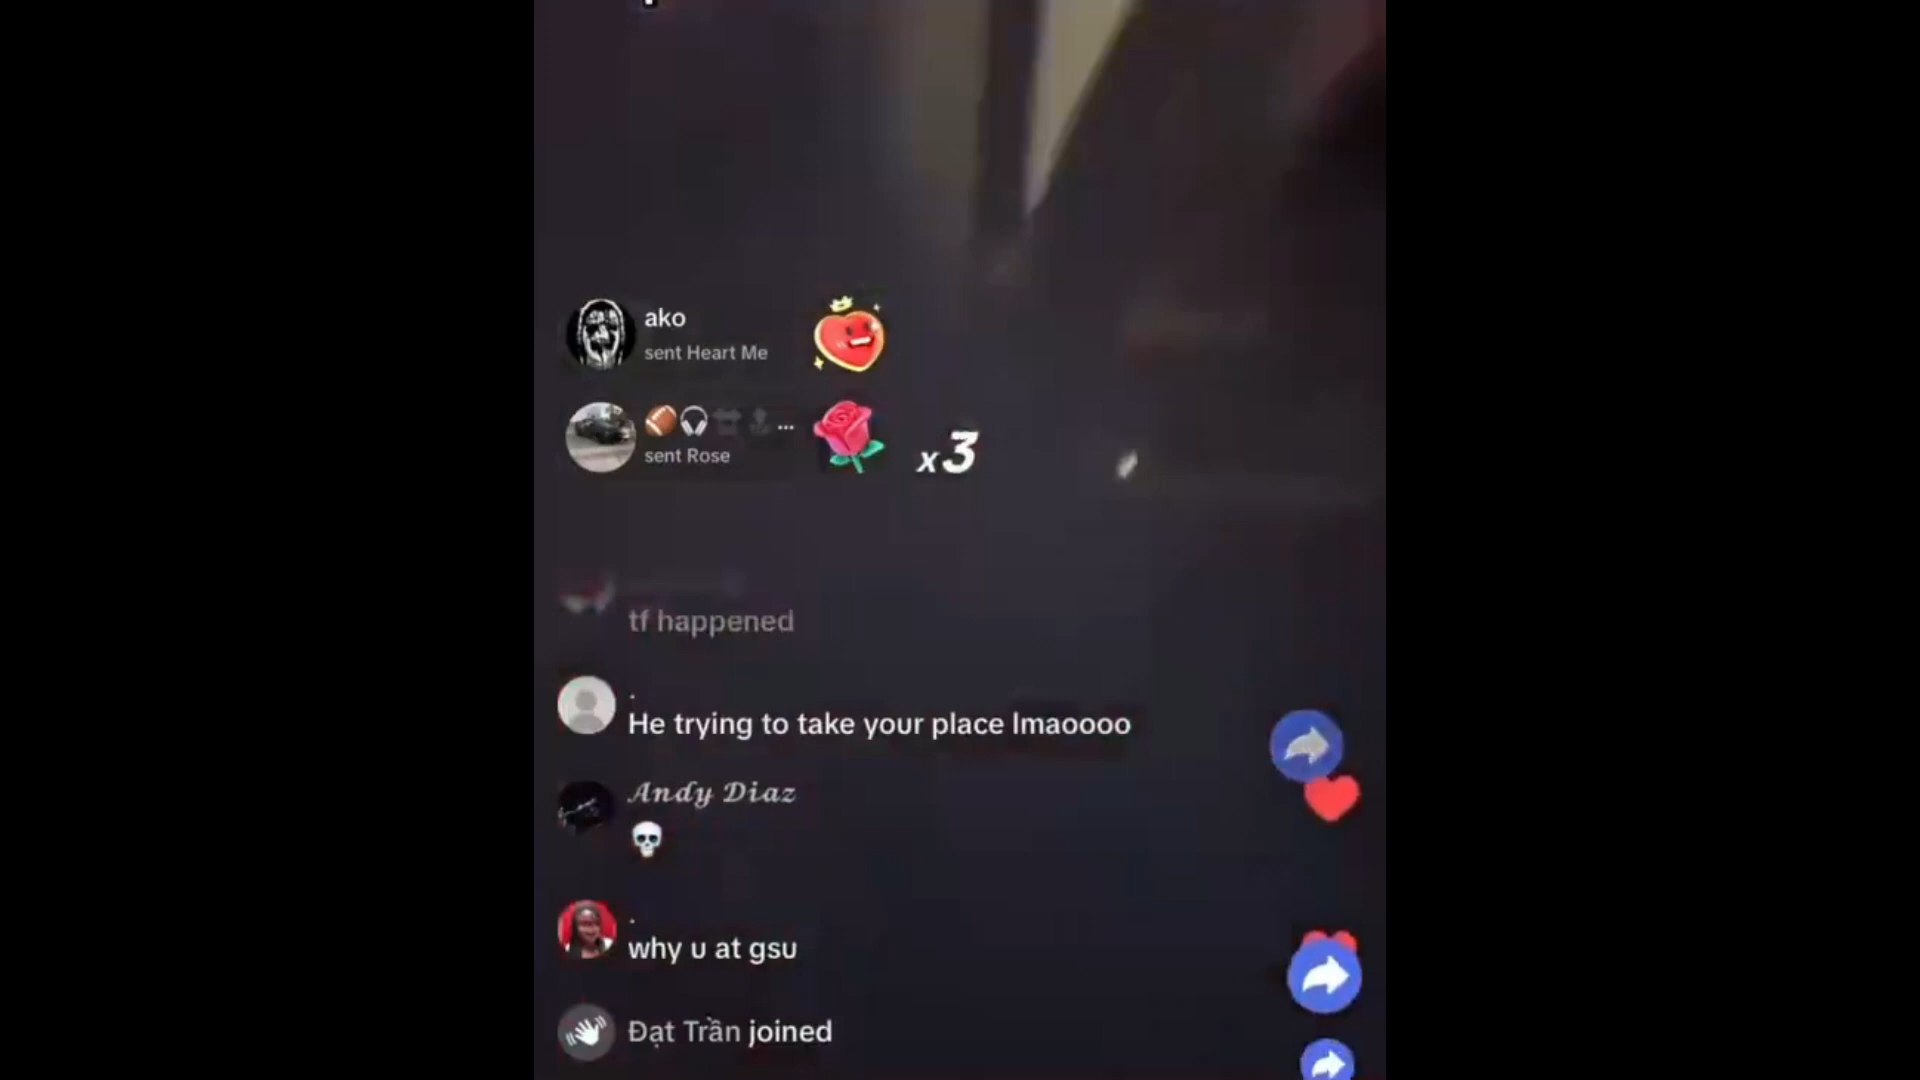 ako
sent Heart Me
🏈🎧 ...
sent Rose
x3
tf happened
.
He trying to take your place lmaoooo
𝓐𝓷𝓭𝔂 𝓓𝓲𝓪𝔃
💀
.
why u at gsu
Đạt Trần joined